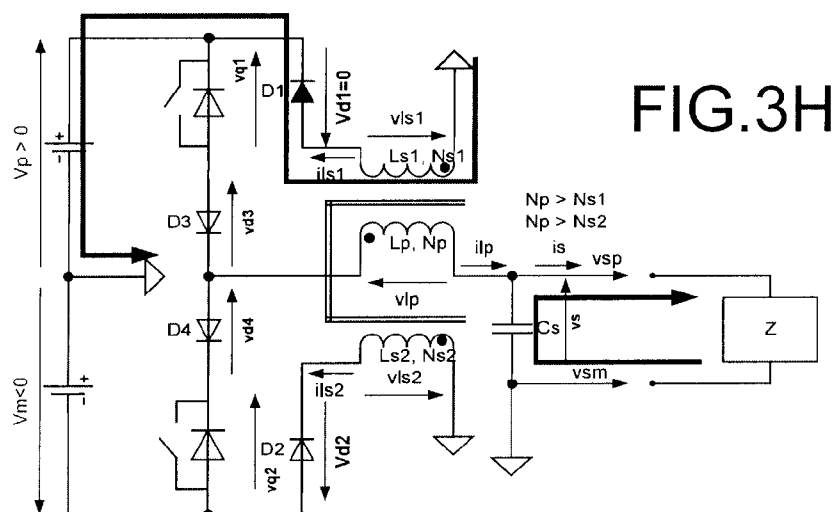 FIG.3H
Vp > 0
+
-
vq1
D1
Vd1=0
vls1
Ls1, Ns1
ils1
D3
vd3
Np > Ns1
Np > Ns2
Lp, Np
ilp
is
vsp
vlp
D4
vd4
Cs
vs
Z
Ls2, Ns2
ils2
vls2
vsm
Vm<0
+
-
D2
Vd2
vq2